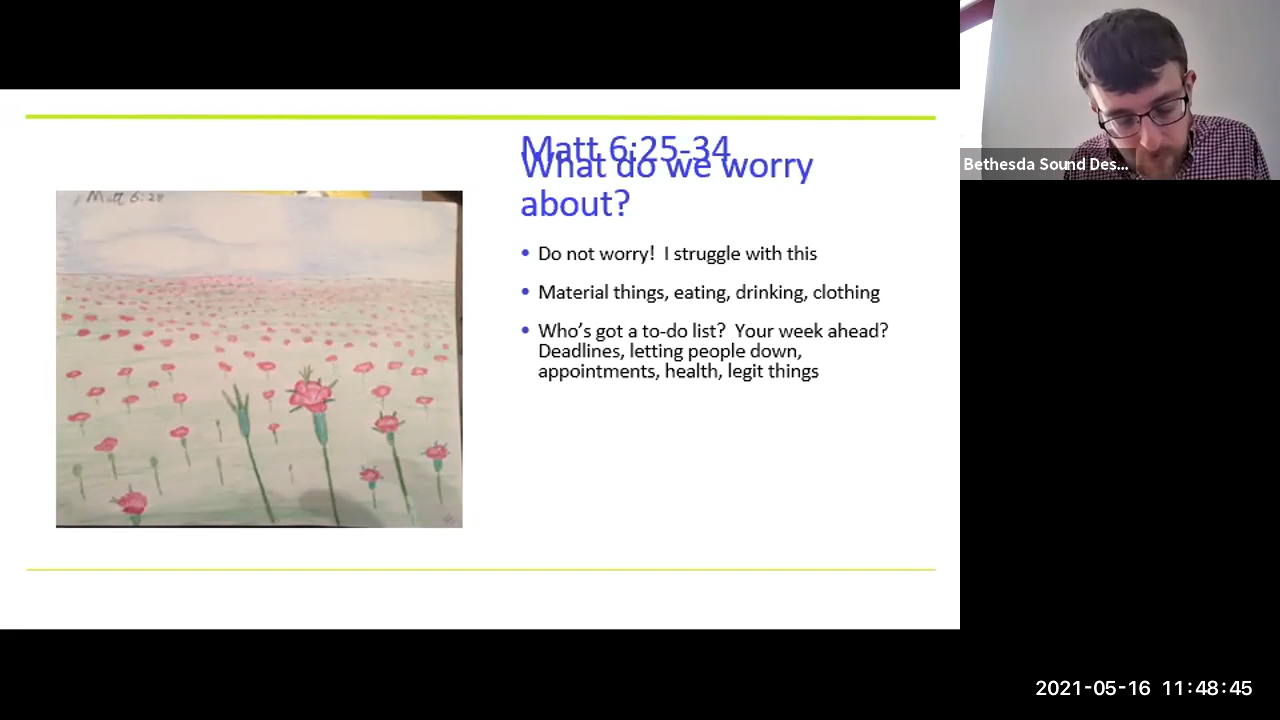 Matt 6:28
Matt 6:25-34
What do we worry
about?
• Do not worry!  I struggle with this
• Material things, eating, drinking, clothing
• Who's got a to-do list?  Your week ahead?
Deadlines, letting people down,
appointments, health, legit things
Bethesda Sound Des...
2021-05-16 11:48:45